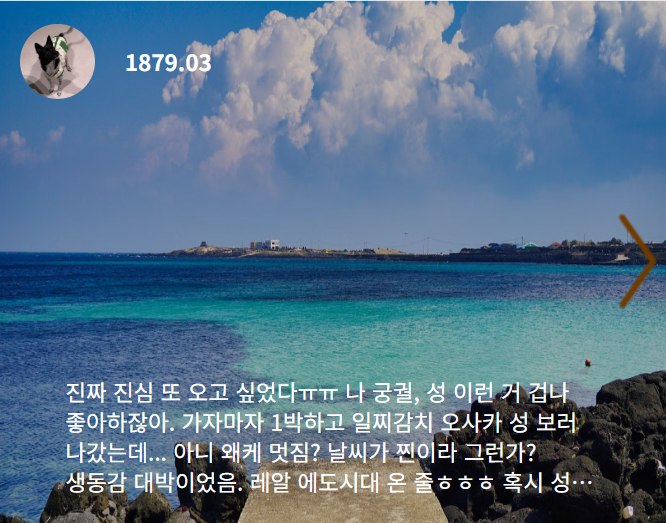 1879.03
진짜 진심 또 오고 싶었다ㅠㅠ 나 궁궐, 성 이런 거 겁나
좋아하잖아. 가자마자 1박하고 일찌감치 오사카 성 보러
나갔는데... 아니 왜케 멋짐? 날씨가 찐이라 그런가?
생동감 대박이었음. 레알 에도시대 온 줄ㅎㅎㅎ 혹시 성…